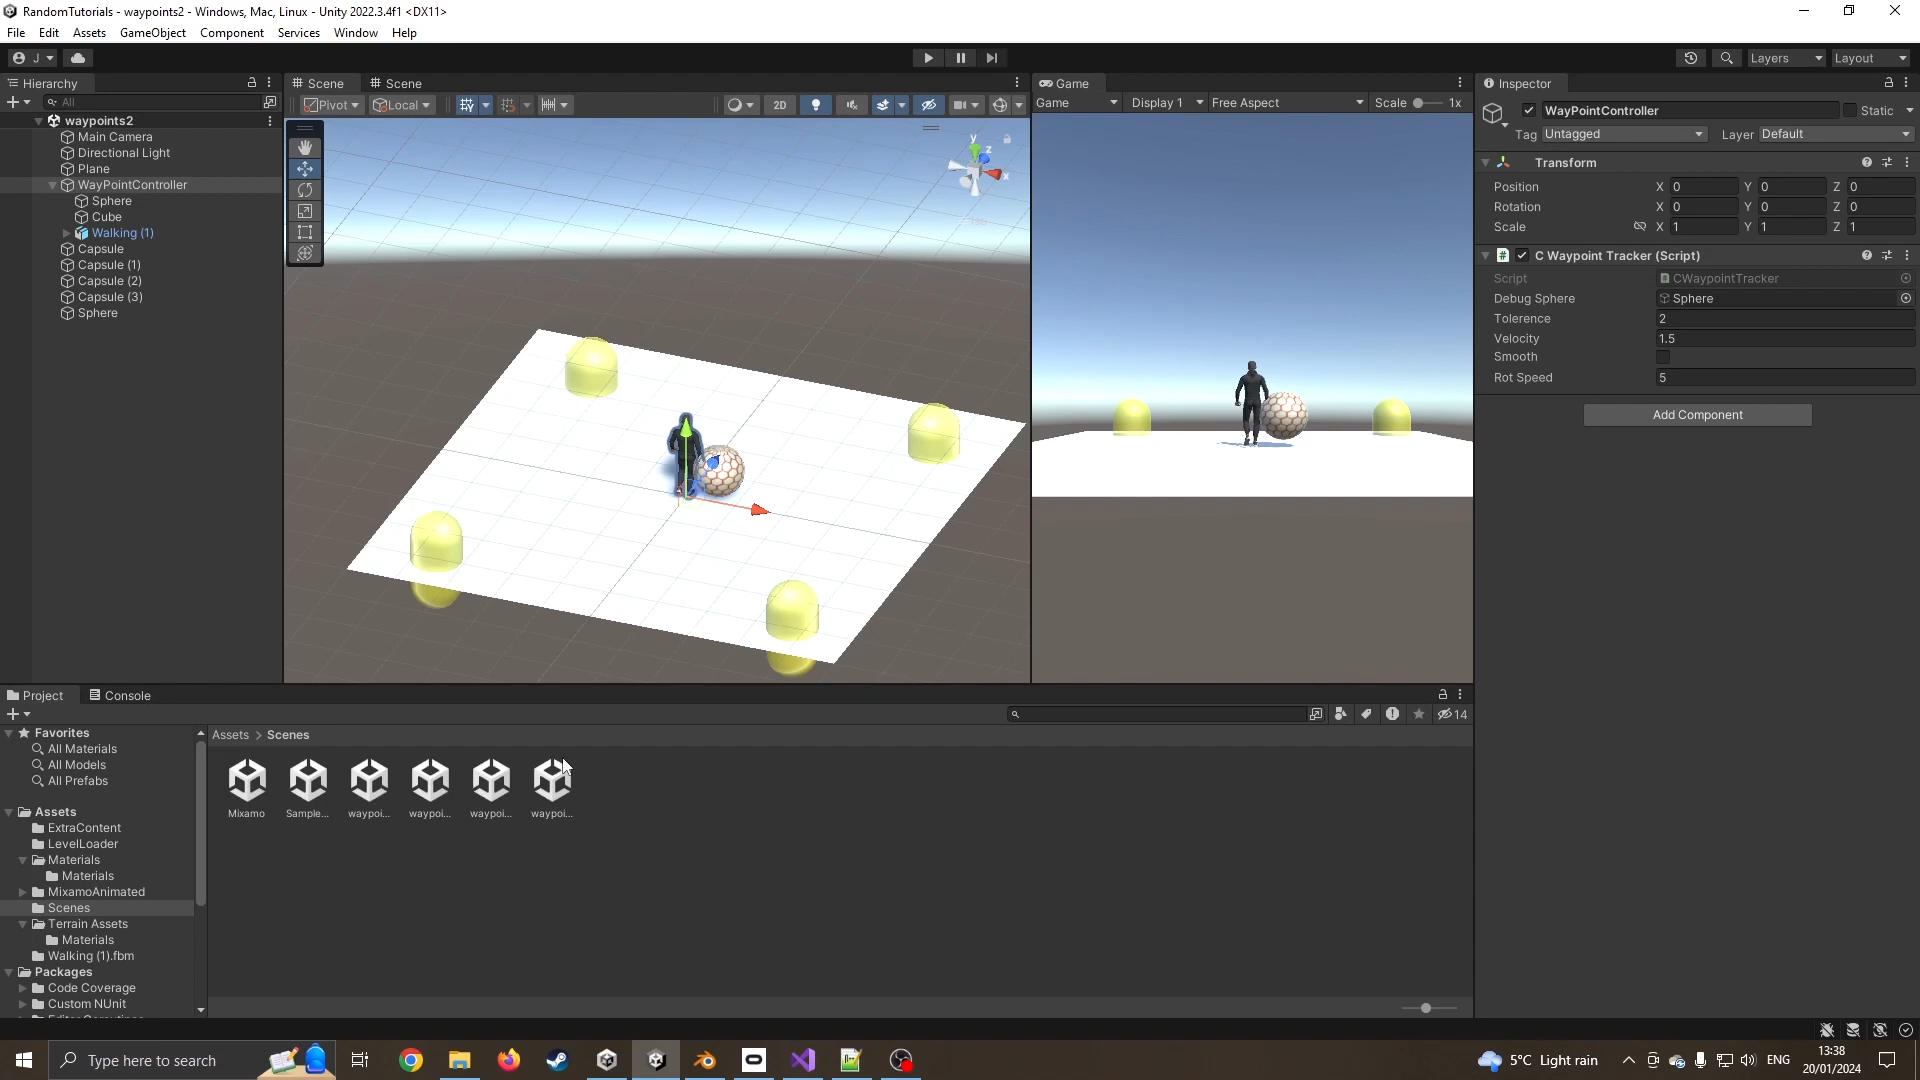 RandomTutorials - waypoints2 - Windows, Mac, Linux - Unity 2022.3.4f1 <DX11>
File Edit Assets GameObject Component Services Window Help
J Layers Layout
Hierarchy
All
waypoints2
Main Camera
Directional Light
Plane
WayPointController
Sphere
Cube
Walking (1)
Capsule
Capsule (1)
Capsule (2)
Capsule (3)
Sphere
Scene Scene
Pivot Local 2D
y
z
x
Game
Game Display 1 Free Aspect Scale 1x
Inspector
WayPointController Static
Tag Untagged Layer Default
Transform
Position X 0 Y 0 Z 0
Rotation X 0 Y 0 Z 0
Scale X 1 Y 1 Z 1
# C Waypoint Tracker (Script)
Script CWaypointTracker
Debug Sphere Sphere
Tolerence 2
Velocity 1.5
Smooth
Rot Speed 5
Add Component
Project Console
14
Favorites
All Materials
All Models
All Prefabs
Assets
ExtraContent
LevelLoader
Materials
Materials
MixamoAnimated
Scenes
Terrain Assets
Materials
Walking (1).fbm
Packages
Code Coverage
Custom NUnit
Assets > Scenes
Mixamo Sample... waypoi... waypoi... waypoi... waypoi...
Type here to search
5°C Light rain
ENG
13:38
20/01/2024